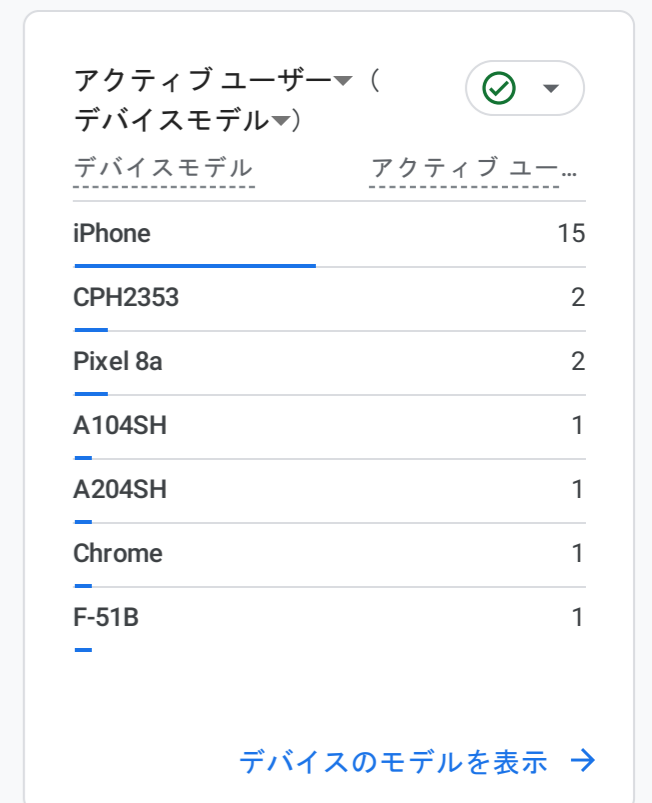 アクティブ ユーザー（
デバイスモデル）
デバイスモデル アクティブ ユー…
iPhone 15
CPH2353 2
Pixel 8a 2
A104SH 1
A204SH 1
Chrome 1
F-51B 1
デバイスのモデルを表示